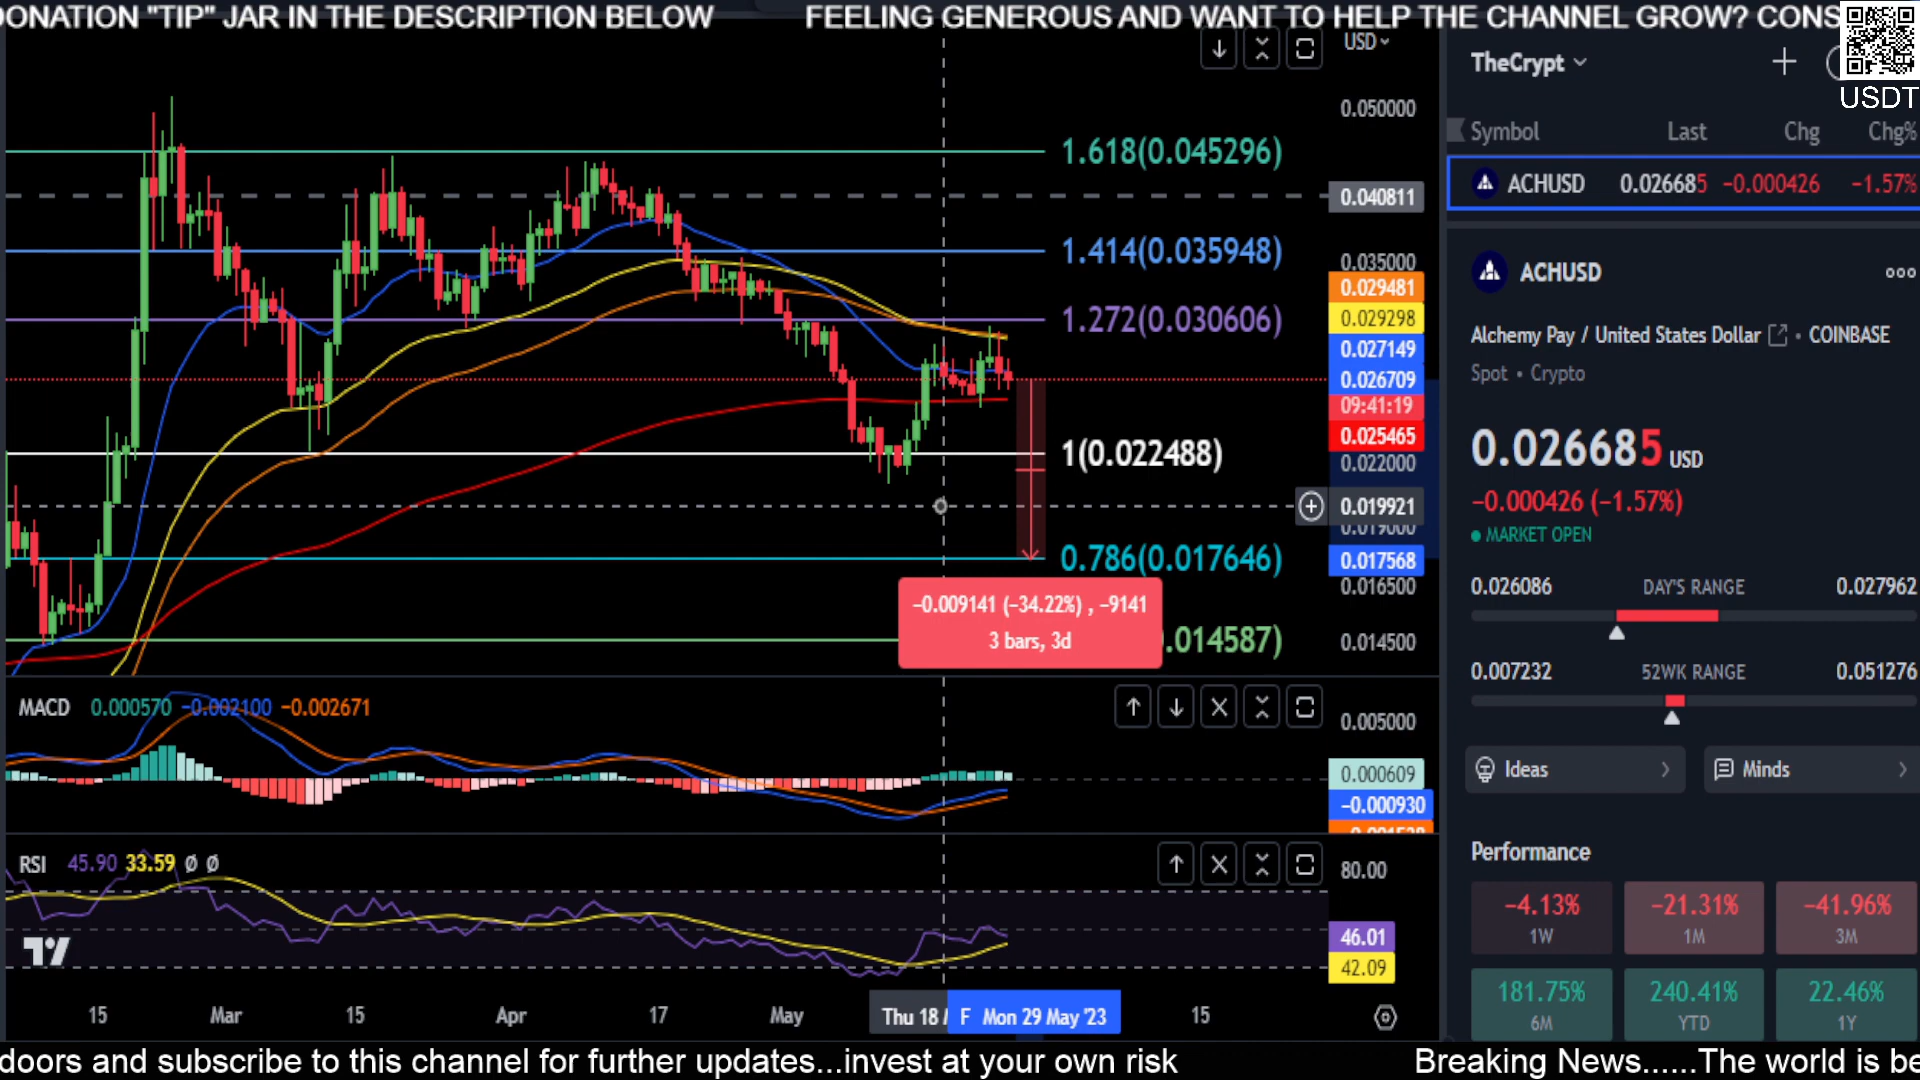 ONATION "TIP" JAR IN THE DESCRIPTION BELOW FEELING GENEROUS AND WANT TO HELP THE CHANNEL GROW? CONS
USDT
USD
0.050000
0.040811
0.035000
0.029481
0.029298
0.027149
0.026709
09:41:19
0.025465
0.022000
0.019921
0.019000
0.017568
0.016500
0.014500
1.618(0.045296)
1.414(0.035948)
1.272(0.030606)
1(0.022488)
0.786(0.017646)
.014587)
−0.009141 (−34.22%) , −9141
3 bars, 3d
MACD 0.000570 −0.002100 −0.002671
0.005000
0.000609
−0.000930
RSI 45.90 33.59 Ø Ø
80.00
46.01
42.09
15 Mar 15 Apr 17 May Thu 18 F Mon 29 May '23 15
TheCrypt
Symbol Last Chg Chg%
ACHUSD 0.026685 −0.000426 −1.57%
ACHUSD
Alchemy Pay / United States Dollar • COINBASE
Spot • Crypto
0.026685 USD
−0.000426 (−1.57%)
MARKET OPEN
0.026086 DAY'S RANGE 0.027962
0.007232 52WK RANGE 0.051276
Ideas Minds
Performance
−4.13% −21.31% −41.96%
1W 1M 3M
181.75% 240.41% 22.46%
6M YTD 1Y
doors and subscribe to this channel for further updates...invest at your own risk Breaking News......The world is be